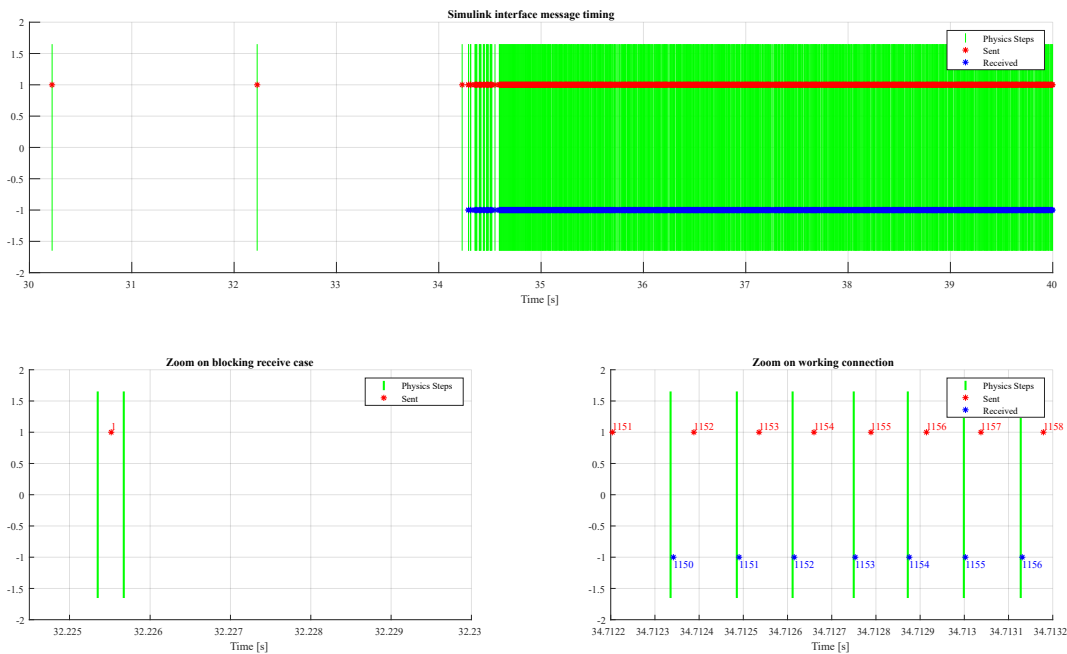 Simulink interface message timing
2
1.5
1
0.5
0
-0.5
-1
-1.5
-2
Physics Steps
Sent
Received
30 31 32 33 34 35 36 37 38 39 40
Time [s]
Zoom on blocking receive case
2
1.5
1
0.5
0
-0.5
-1
-1.5
-2
Physics Steps
Sent
1
32.225 32.226 32.227 32.228 32.229 32.23
Time [s]
Zoom on working connection
2
1.5
1
0.5
0
-0.5
-1
-1.5
-2
Physics Steps
Sent
Received
1151 1152 1153 1154 1155 1156 1157 1158
1150 1151 1152 1153 1154 1155 1156
34.7122 34.7123 34.7124 34.7125 34.7126 34.7127 34.7128 34.7129 34.713 34.7131 34.7132
Time [s]